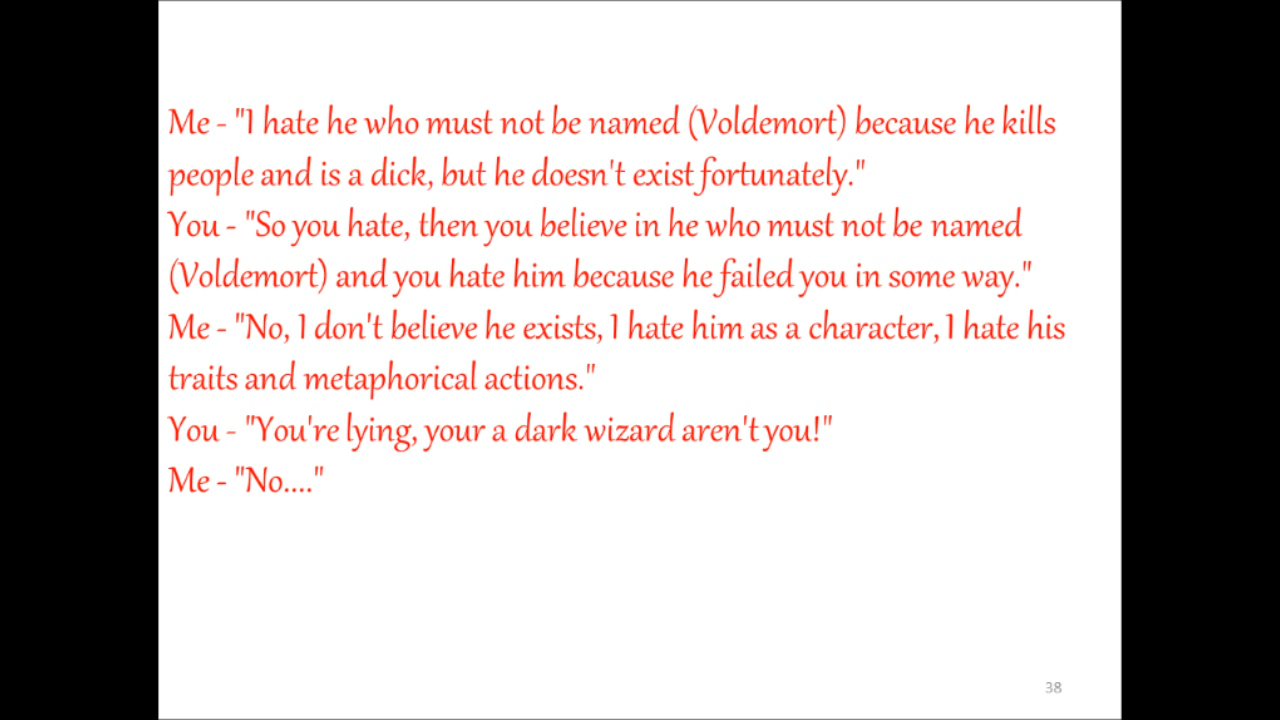 Me - "I hate he who must not be named (Voldemort) because he kills
people and is a dick, but he doesn't exist fortunately."
You - "So you hate, then you believe in he who must not be named
(Voldemort) and you hate him because he failed you in some way."
Me - "No, I don't believe he exists, I hate him as a character, I hate his
traits and metaphorical actions."
You - "You're lying, your a dark wizard aren't you!"
Me - "No...."
38